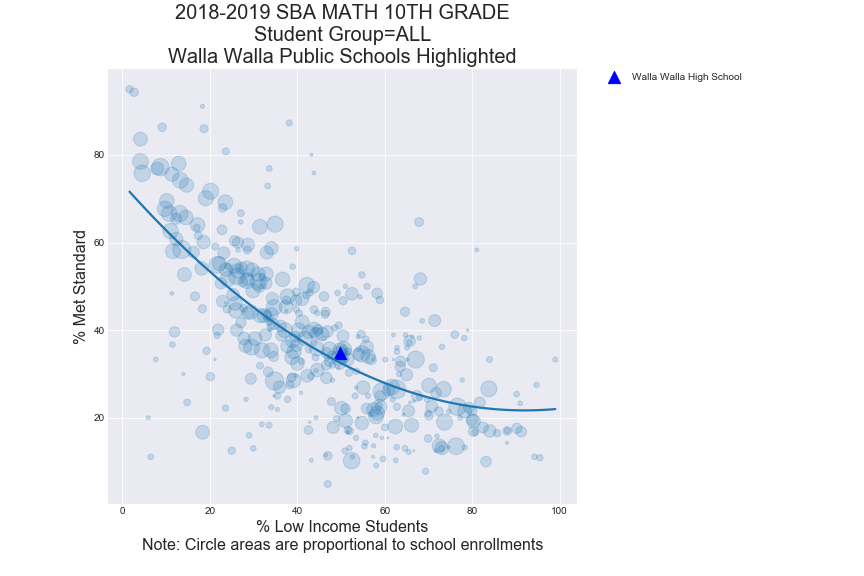 2018-2019 SBA MATH 10TH GRADE
Student Group=ALL
Walla Walla Public Schools Highlighted
Walla Walla High School
% Met Standard
80
60
40
20
0 20 40 60 80 100
% Low Income Students
Note: Circle areas are proportional to school enrollments